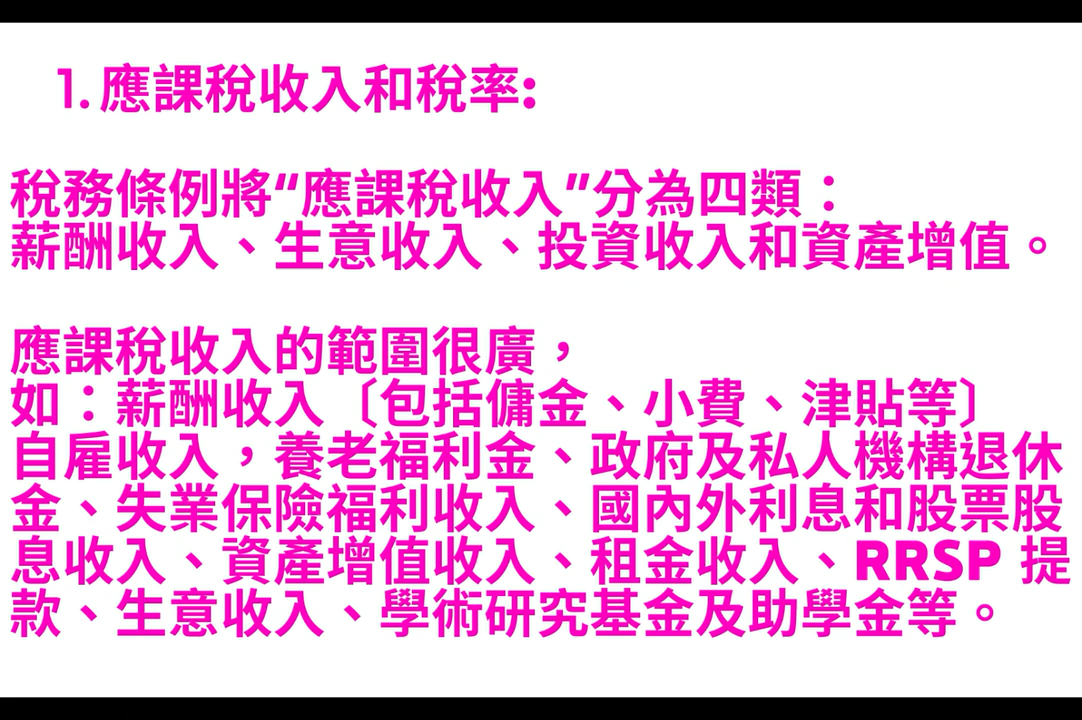 1. 應課稅收入和稅率:
稅務條例將“應課稅收入”分為四類：
薪酬收入、生意收入、投資收入和資產增值。
應課稅收入的範圍很廣，
如：薪酬收入〔包括傭金、小費、津貼等〕
自雇收入，養老福利金、政府及私人機構退休
金、失業保險福利收入、國內外利息和股票股
息收入、資產增值收入、租金收入、RRSP 提
款、生意收入、學術研究基金及助學金等。